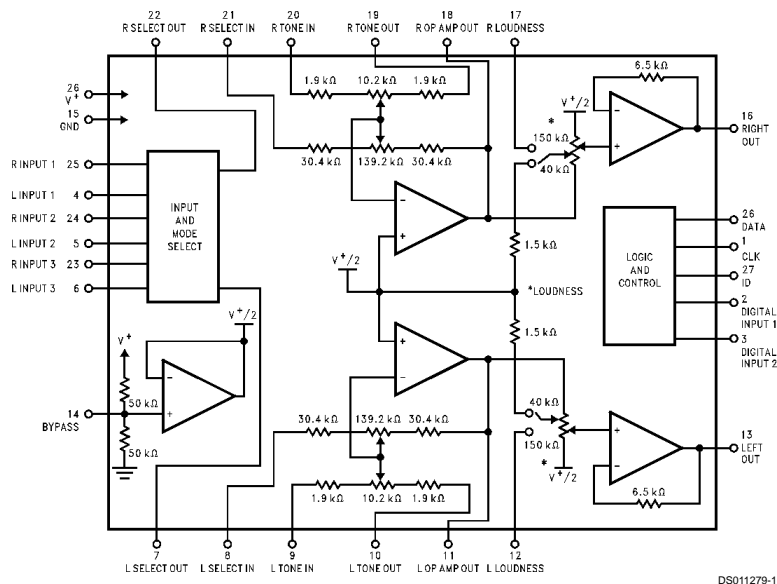 22
R SELECT OUT
21
R SELECT IN
20
R TONE IN
19
R TONE OUT
18
R OP AMP OUT
17
R LOUDNESS
26
V+
15
GND
1.9 kΩ
10.2 kΩ
1.9 kΩ
30.4 kΩ
139.2 kΩ
30.4 kΩ
6.5 kΩ
V+/2
*
150 kΩ
40 kΩ
16
RIGHT
OUT
R INPUT 1 25
L INPUT 1 4
R INPUT 2 24
L INPUT 2 5
R INPUT 3 23
L INPUT 3 6
INPUT
AND
MODE
SELECT
−
+
−
+
1.5 kΩ
V+/2
*LOUDNESS
1.5 kΩ
LOGIC
AND
CONTROL
26
DATA
1
CLK
27
ID
2
DIGITAL
INPUT 1
3
DIGITAL
INPUT 2
V+/2
V+
50 kΩ
−
+
14
BYPASS
50 kΩ
+
−
30.4 kΩ
139.2 kΩ
30.4 kΩ
1.9 kΩ
10.2 kΩ
1.9 kΩ
40 kΩ
150 kΩ
*
V+/2
+
−
6.5 kΩ
13
LEFT
OUT
7
L SELECT OUT
8
L SELECT IN
9
L TONE IN
10
L TONE OUT
11
L OP AMP OUT
12
L LOUDNESS
DS011279-1